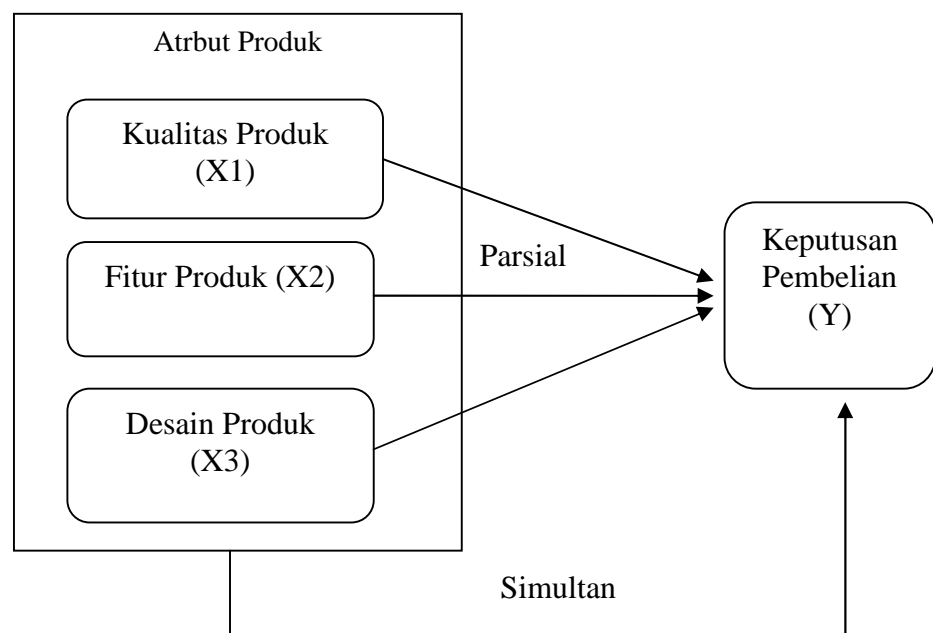 Atrbut Produk
Kualitas Produk
(X1)
Fitur Produk (X2)
Desain Produk
(X3)
Parsial
Keputusan
Pembelian
(Y)
Simultan